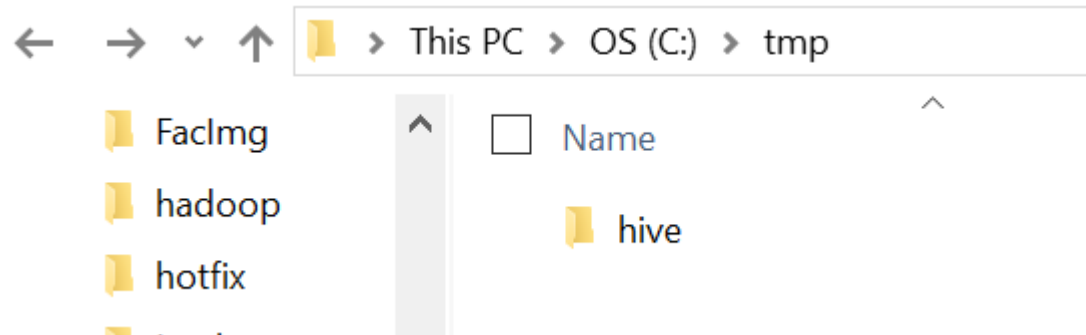 This PC > OS (C:) > tmp
FacImg
hadoop
hotfix
Name
hive